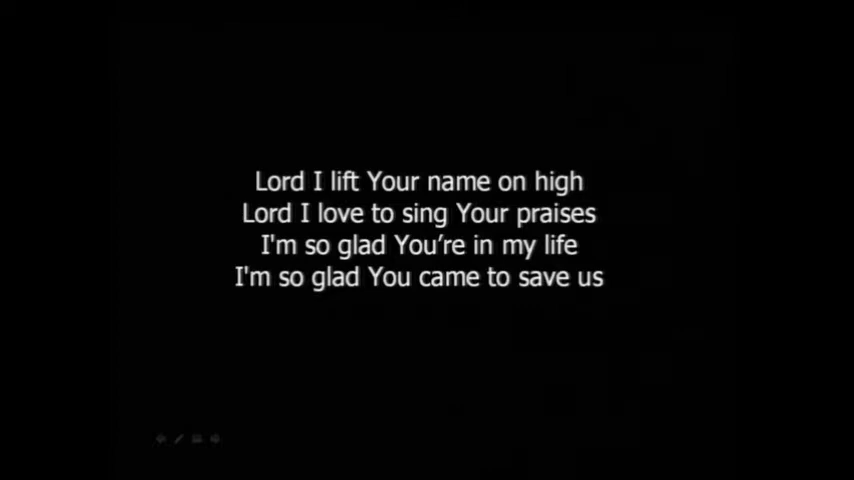 Lord I lift Your name on high
Lord I love to sing Your praises
I'm so glad You’re in my life
I'm so glad You came to save us